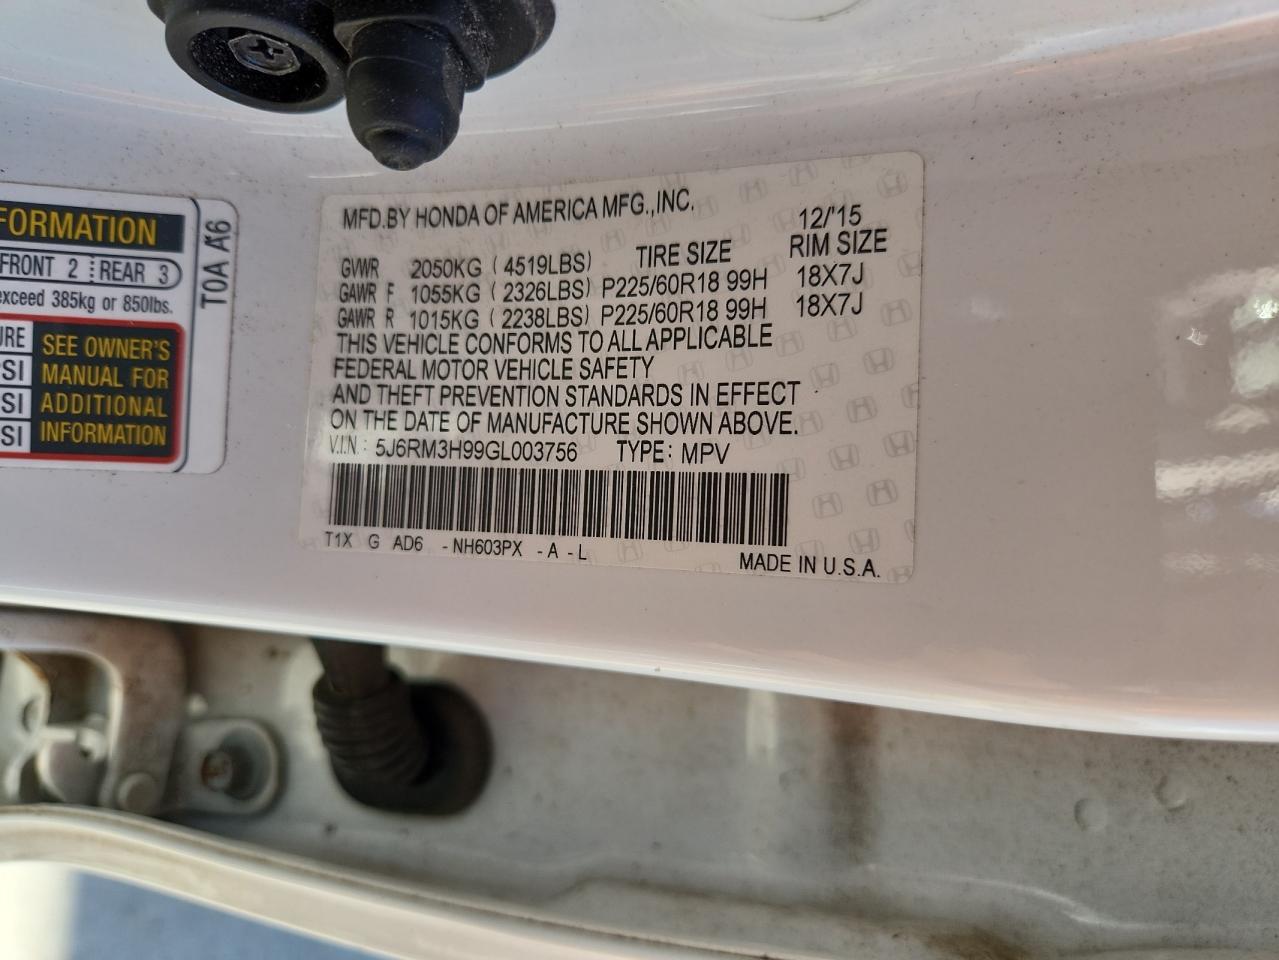 FORMATION
FRONT 2 REAR 3
exceed 385kg or 850lbs.
URE
SI
SI
SI
SEE OWNER'S
MANUAL FOR
ADDITIONAL
INFORMATION
T0A A6
MFD.BY HONDA OF AMERICA MFG.,INC. 12/'15
TIRE SIZE RIM SIZE
GVWR 2050KG ( 4519LBS)
GAWR F 1055KG ( 2326LBS) P225/60R18 99H 18X7J
GAWR R 1015KG ( 2238LBS) P225/60R18 99H 18X7J
THIS VEHICLE CONFORMS TO ALL APPLICABLE
FEDERAL MOTOR VEHICLE SAFETY
AND THEFT PREVENTION STANDARDS IN EFFECT
ON THE DATE OF MANUFACTURE SHOWN ABOVE.
V.I.N.: 5J6RM3H99GL003756 TYPE: MPV
T1X G AD6 -NH603PX -A -L
MADE IN U.S.A.